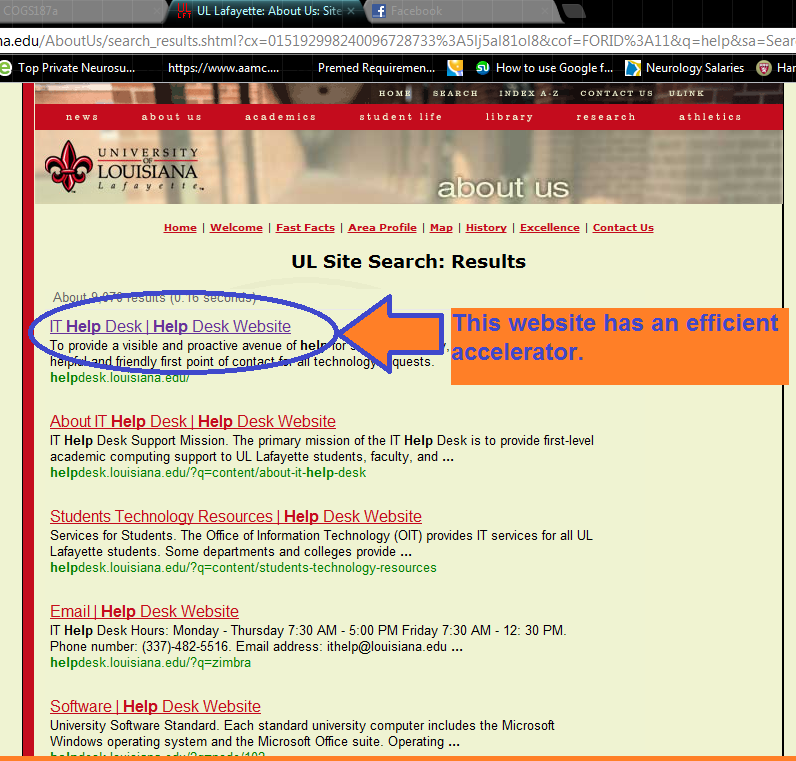 CDGS187a
UL Lafayette: About Us: Site
Facebook
na.edu/AboutUs/search_results.shtml?cx=015192998240096728733%3A5lj5al81ol8&cof=FORID%3A11&q=help&sa=Sear
Top Private Neurosu... https://www.aamc.... Premed Requiremen... How to use Google f... Neurology Salaries Har
HOME SEARCH INDEX A-Z CONTACT US ULINK
news about us academics student life library research athletics
UNIVERSITY
OF
LOUISIANA
Lafayette
about us
Home | Welcome | Fast Facts | Area Profile | Map | History | Excellence | Contact Us
UL Site Search: Results
About 9,070 results (0.16 seconds)
IT Help Desk | Help Desk Website
To provide a visible and proactive avenue of help for
helpful and friendly first point of contact for all technology requests.
helpdesk.louisiana.edu/
This website has an efficient
accelerator.
About IT Help Desk | Help Desk Website
IT Help Desk Support Mission. The primary mission of the IT Help Desk is to provide first-level
academic computing support to UL Lafayette students, faculty, and ...
helpdesk.louisiana.edu/?q=content/about-it-help-desk
Students Technology Resources | Help Desk Website
Services for Students. The Office of Information Technology (OIT) provides IT services for all UL
Lafayette students. Some departments and colleges provide ...
helpdesk.louisiana.edu/?q=content/students-technology-resources
Email | Help Desk Website
IT Help Desk Hours: Monday - Thursday 7:30 AM - 5:00 PM Friday 7:30 AM - 12: 30 PM.
Phone number: (337)-482-5516. Email address: ithelp@louisiana.edu ...
helpdesk.louisiana.edu/?q=zimbra
Software | Help Desk Website
University Software Standard. Each standard university computer includes the Microsoft
Windows operating system and the Microsoft Office suite. Operating ...